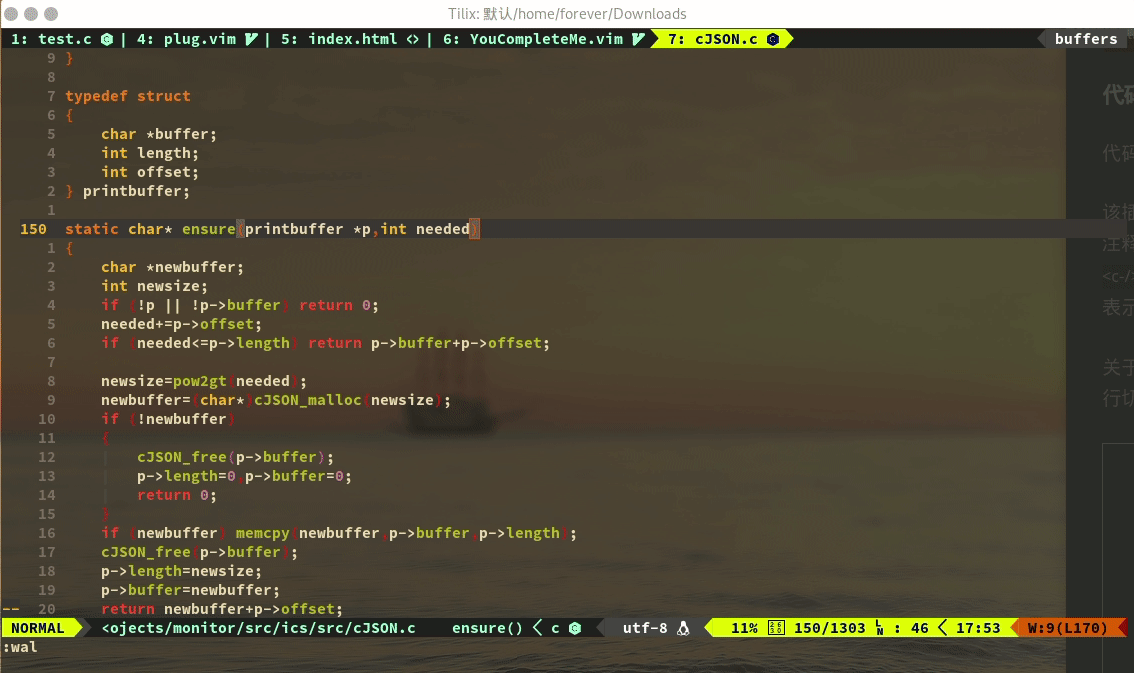 Tilix: 默认/home/forever/Downloads
1: test.c | 4: plug.vim | 5: index.html <> | 6: YouCompleteMe.vim 7: cJSON.c buffers
9 }
8
7 typedef struct
6 {
5     char *buffer;
4     int length;
3     int offset;
2 } printbuffer;
1
150 static char* ensure(printbuffer *p,int needed)
1 {
2     char *newbuffer;
3     int newsize;
4     if (!p || !p->buffer) return 0;
5     needed+=p->offset;
6     if (needed<=p->length) return p->buffer+p->offset;
7
8     newsize=pow2gt(needed);
9     newbuffer=(char*)cJSON_malloc(newsize);
10     if (!newbuffer)
11     {
12         cJSON_free(p->buffer);
13         p->length=0,p->buffer=0;
14         return 0;
15     }
16     if (newbuffer) memcpy(newbuffer,p->buffer,p->length);
17     cJSON_free(p->buffer);
18     p->length=newsize;
19     p->buffer=newbuffer;
-- 20     return newbuffer+p->offset;
NORMAL <ojects/monitor/src/ics/src/cJSON.c ensure() < c utf-8 11% 150/1303 LN : 46 < 17:53 W:9(L170)
:wal
代码
代码
该插
注释
<c-/>
表示
关于
行切